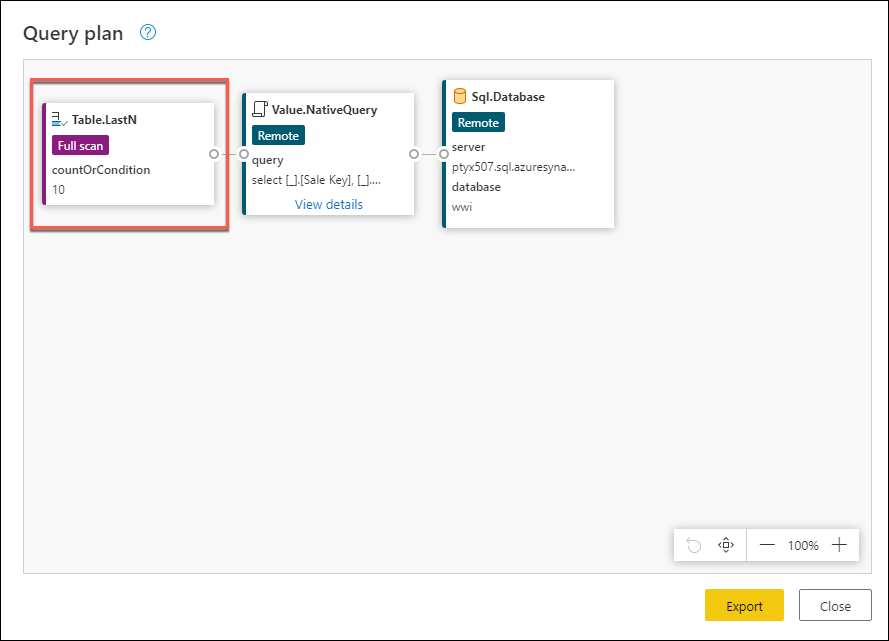 Query plan ?
Table.LastN
Full scan
countOrCondition
10
Value.NativeQuery
Remote
query
select [_].[Sale Key], [_]....
View details
Sql.Database
Remote
server
ptyx507.sql.azuresyna...
database
wwi
100%
Export
Close